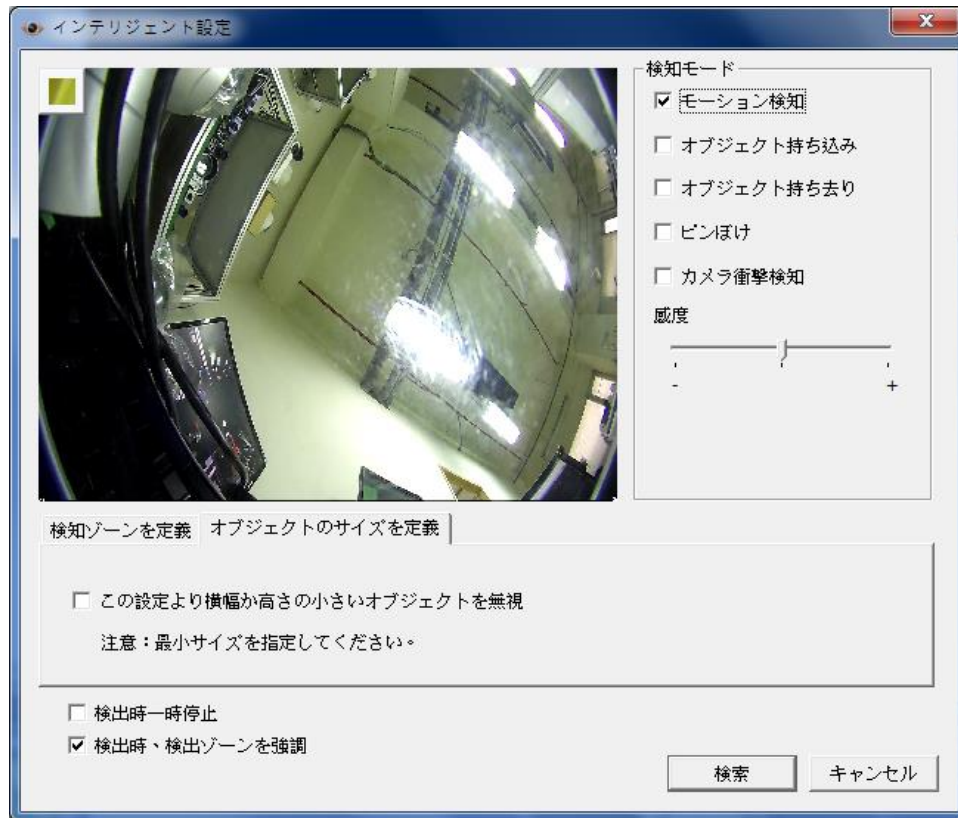 インテリジェント設定
検知モード
モーション検知
オブジェクト持ち込み
オブジェクト持ち去り
ピンぼけ
カメラ衝撃検知
感度
- +
検知ゾーンを定義 オブジェクトのサイズを定義
この設定より横幅か高さの小さいオブジェクトを無視
注意：最小サイズを指定してください。
検出時一時停止
検出時、検出ゾーンを強調
検索 キャンセル